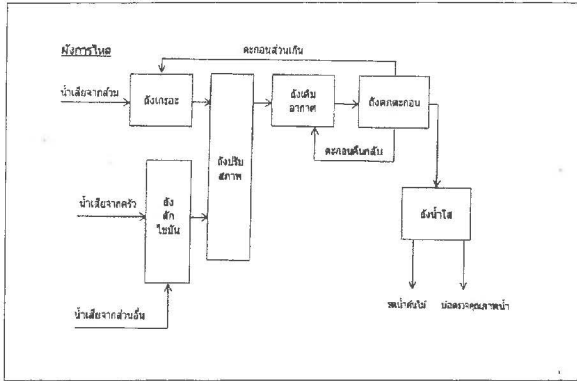 ผังการไหล
ตะกอนส่วนเกิน
น้ำเสียจากส้วม
ถังเกรอะ
ถังเติม
อากาศ
ถังตกตะกอน
ถังปรับ
สภาพ
ตะกอนคืนกลับ
น้ำเสียจากครัว
ถัง
ดัก
ไขมัน
ถังน้ำใส
น้ำเสียจากส่วนอื่น
รดน้ำต้นไม้
บ่อตรวจคุณภาพน้ำ